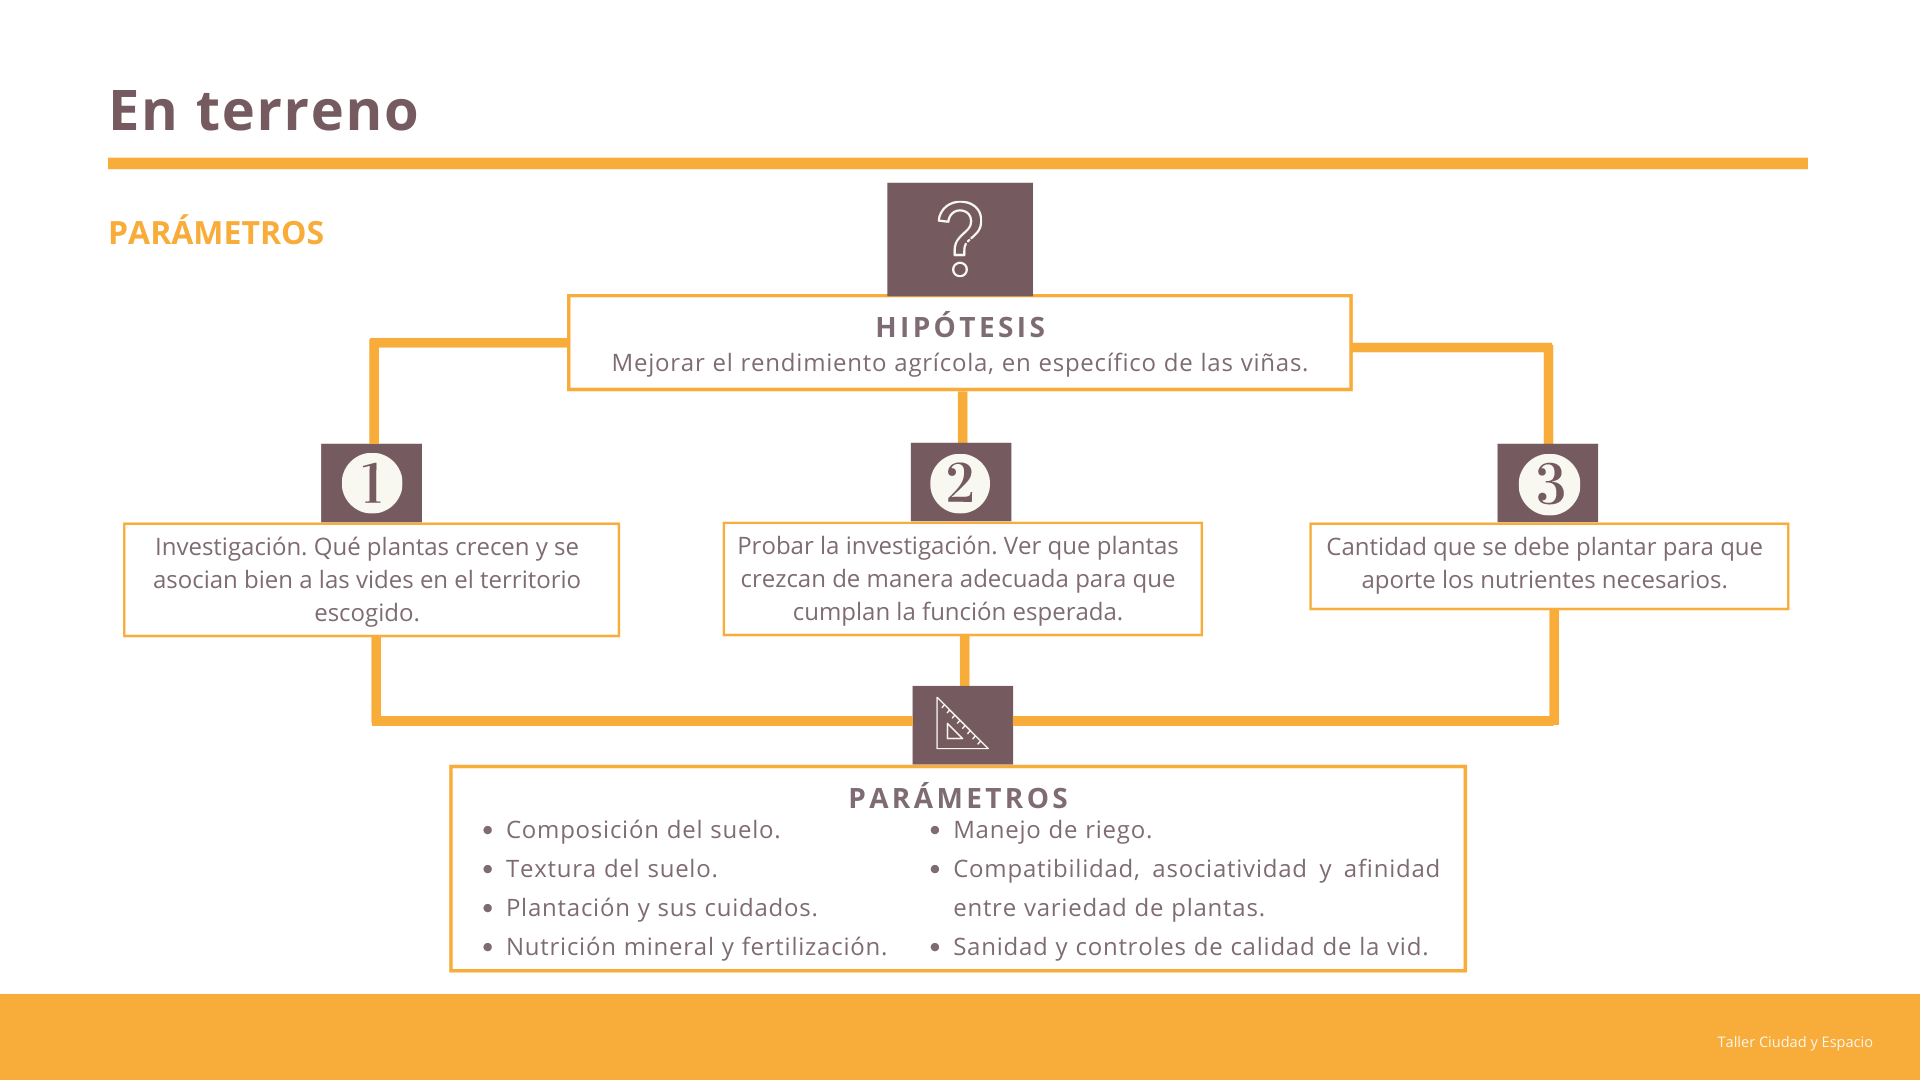 En terreno
PARÁMETROS
HIPÓTESIS
Mejorar el rendimiento agrícola, en específico de las viñas.
1
Investigación. Qué plantas crecen y se
asocian bien a las vides en el territorio
escogido.
2
Probar la investigación. Ver que plantas
crezcan de manera adecuada para que
cumplan la función esperada.
3
Cantidad que se debe plantar para que
aporte los nutrientes necesarios.
PARÁMETROS
• Composición del suelo.
• Textura del suelo.
• Plantación y sus cuidados.
• Nutrición mineral y fertilización.
• Manejo de riego.
• Compatibilidad, asociatividad y afinidad
entre variedad de plantas.
• Sanidad y controles de calidad de la vid.
Taller Ciudad y Espacio